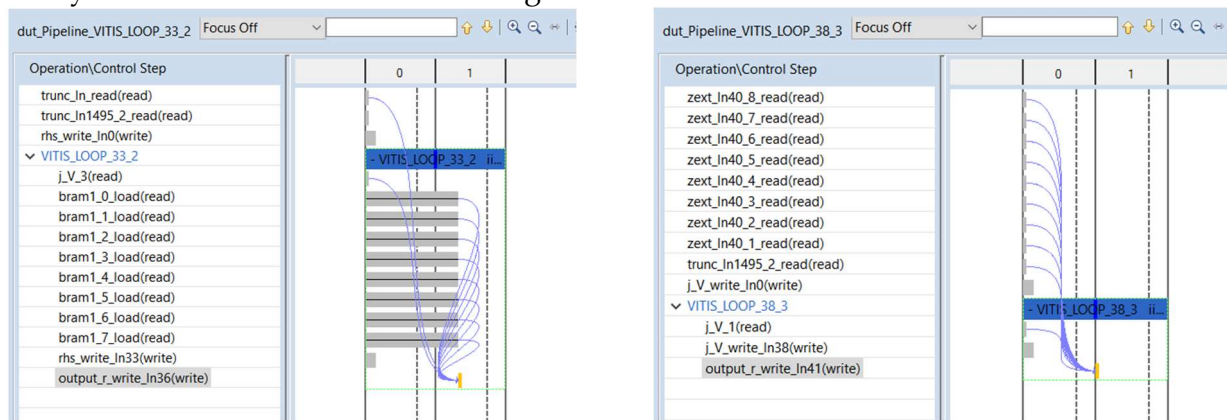 dut_Pipeline_VITIS_LOOP_33_2 Focus Off
Operation\Control Step 0 1
trunc_ln_read(read)
trunc_ln1495_2_read(read)
rhs_write_ln0(write)
VITIS_LOOP_33_2 - VITIS_LOOP_33_2 ii...
j_V_3(read)
bram1_0_load(read)
bram1_1_load(read)
bram1_2_load(read)
bram1_3_load(read)
bram1_4_load(read)
bram1_5_load(read)
bram1_6_load(read)
bram1_7_load(read)
rhs_write_ln33(write)
output_r_write_ln36(write)
dut_Pipeline_VITIS_LOOP_38_3 Focus Off
Operation\Control Step 0 1
zext_ln40_8_read(read)
zext_ln40_7_read(read)
zext_ln40_6_read(read)
zext_ln40_5_read(read)
zext_ln40_4_read(read)
zext_ln40_3_read(read)
zext_ln40_2_read(read)
zext_ln40_1_read(read)
trunc_ln1495_2_read(read)
j_V_write_ln0(write)
VITIS_LOOP_38_3 - VITIS_LOOP_38_3 ii...
j_V_1(read)
j_V_write_ln38(write)
output_r_write_ln41(write)